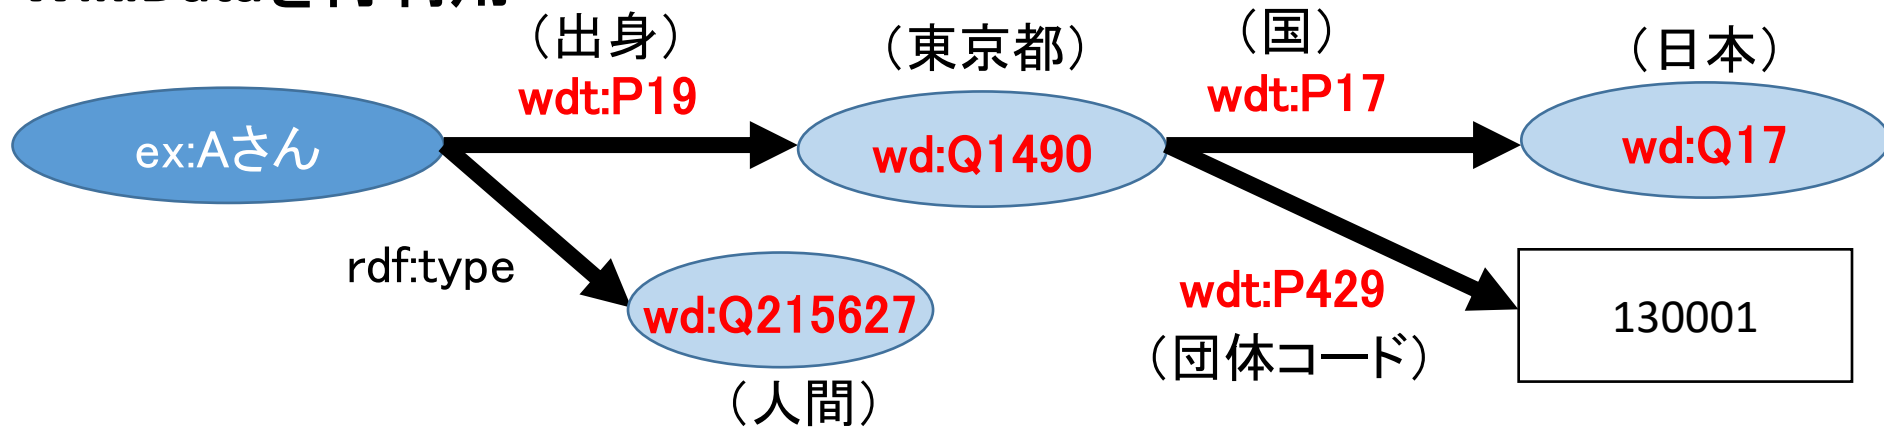 （出身）
wdt:P19
（東京都）
（国）
wdt:P17
（日本）
ex:Aさん
wd:Q1490
wd:Q17
rdf:type
wd:Q215627
（人間）
wdt:P429
（団体コード）
130001